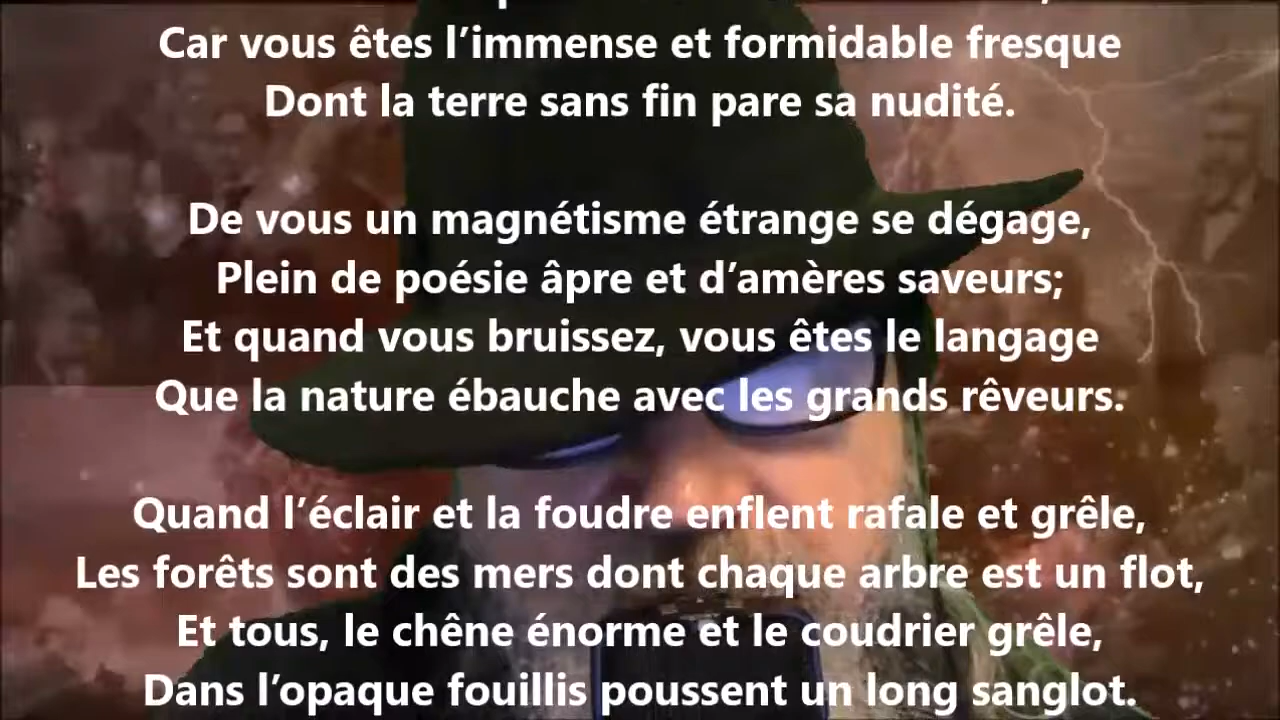 Car vous êtes l’immense et formidable fresque
Dont la terre sans fin pare sa nudité.
De vous un magnétisme étrange se dégage,
Plein de poésie âpre et d’amères saveurs;
Et quand vous bruissez, vous êtes le langage
Que la nature ébauche avec les grands rêveurs.
Quand l’éclair et la foudre enflent rafale et grêle,
Les forêts sont des mers dont chaque arbre est un flot,
Et tous, le chêne énorme et le coudrier grêle,
Dans l’opaque fouillis poussent un long sanglot.